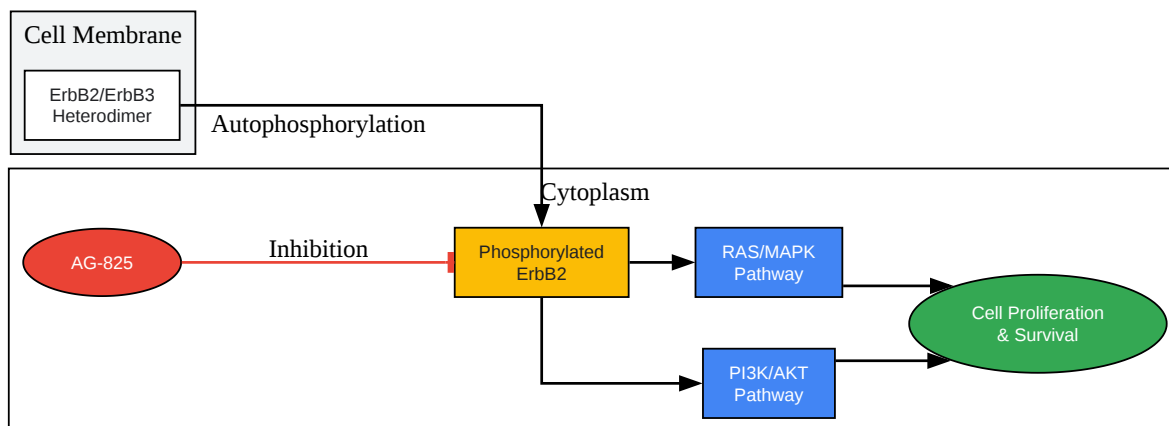 Cell Membrane
ErbB2/ErbB3
Heterodimer
Autophosphorylation
Cytoplasm
AG-825
Inhibition
Phosphorylated
ErbB2
RAS/MAPK
Pathway
Cell Proliferation
& Survival
PI3K/AKT
Pathway